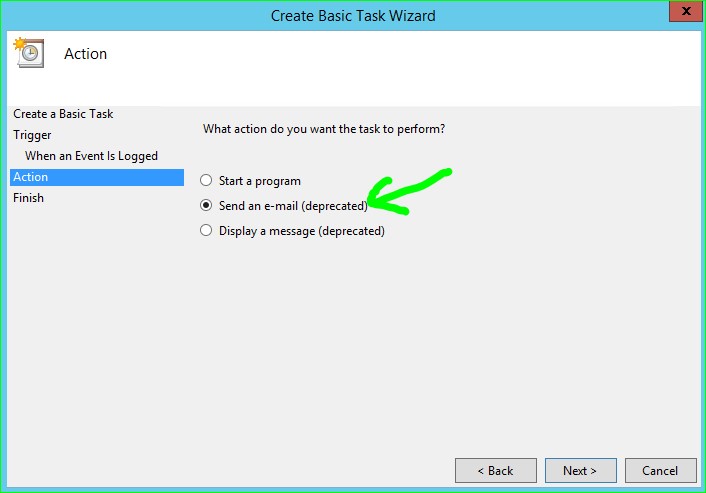 Create Basic Task Wizard
x
Action
Create a Basic Task
Trigger
When an Event Is Logged
Action
Finish
What action do you want the task to perform?
Start a program
Send an e-mail (deprecated)
Display a message (deprecated)
< Back
Next >
Cancel